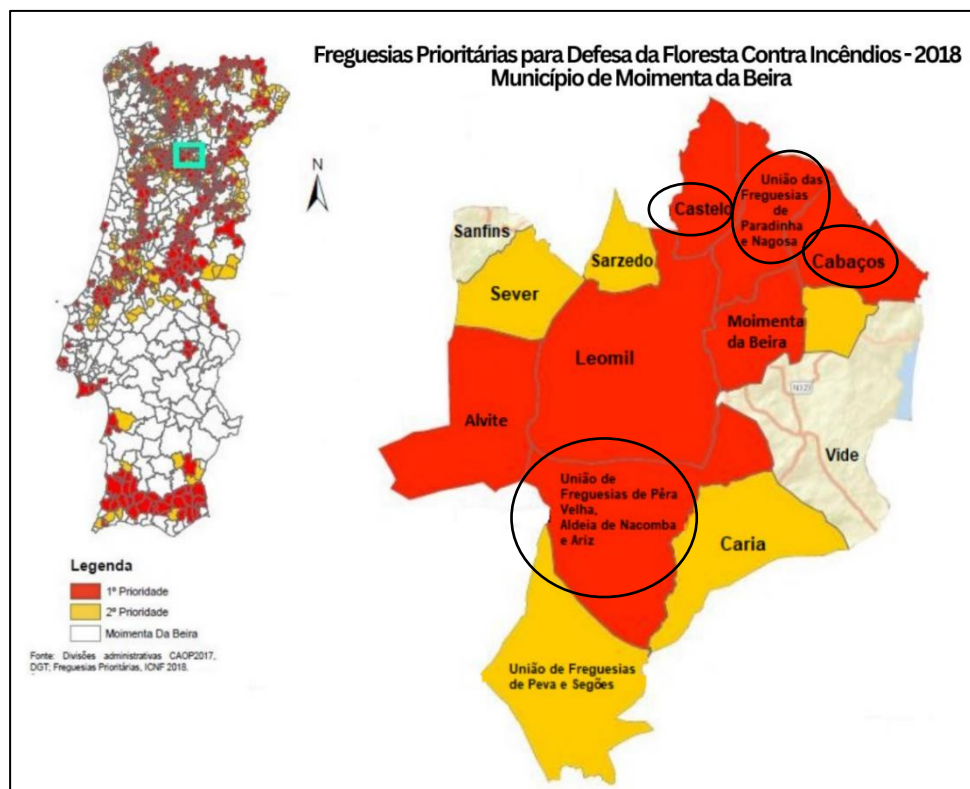 Freguesias Prioritárias para Defesa da Floresta Contra Incêndios - 2018
Município de Moimenta da Beira
N
Sanfins
Sever
Sarzedo
Castelo
União das
Freguesias
de
Paradinha
e Nagosa
Cabaços
Moimenta
da Beira
Leomil
Alvite
N121
Vide
União de
Freguesias de Pêra
Velha,
Aldeia de Nacomba
e Ariz
Caria
União de Freguesias
de Peva e Segões
Legenda
1ª Prioridade
2ª Prioridade
Moimenta Da Beira
Fonte: Divisões administrativas CAOP2017,
DGT; Freguesias Prioritárias, ICNF 2018.